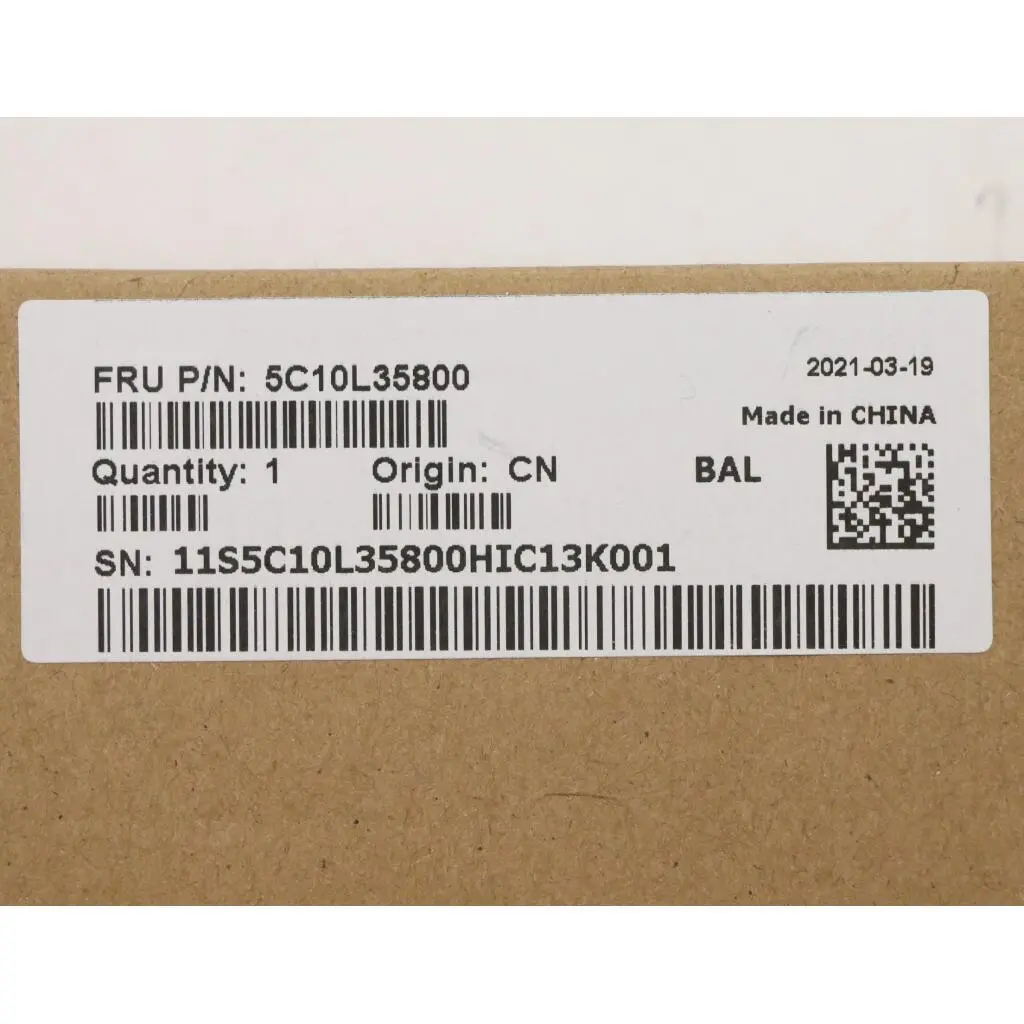 FRU P/N: 5C10L35800
2021-03-19
Made in CHINA
Quantity: 1 Origin: CN BAL
SN: 11S5C10L35800HIC13K001